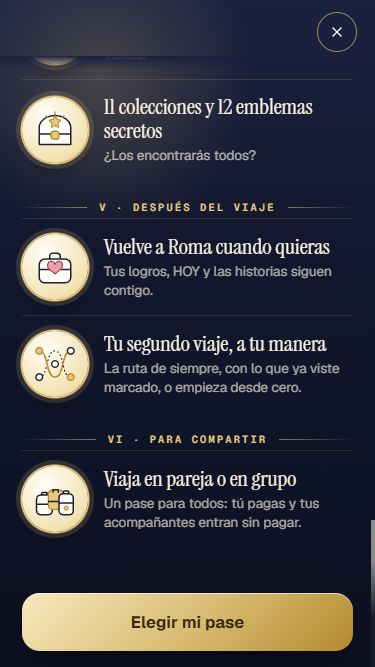 11 colecciones y 12 emblemas
secretos
¿Los encontrarás todos?
V · DESPUÉS DEL VIAJE
Vuelve a Roma cuando quieras
Tus logros, HOY y las historias siguen
contigo.
Tu segundo viaje, a tu manera
La ruta de siempre, con lo que ya viste
marcado, o empieza desde cero.
VI · PARA COMPARTIR
Viaja en pareja o en grupo
Un pase para todos: tú pagas y tus
acompañantes entran sin pagar.
Elegir mi pase